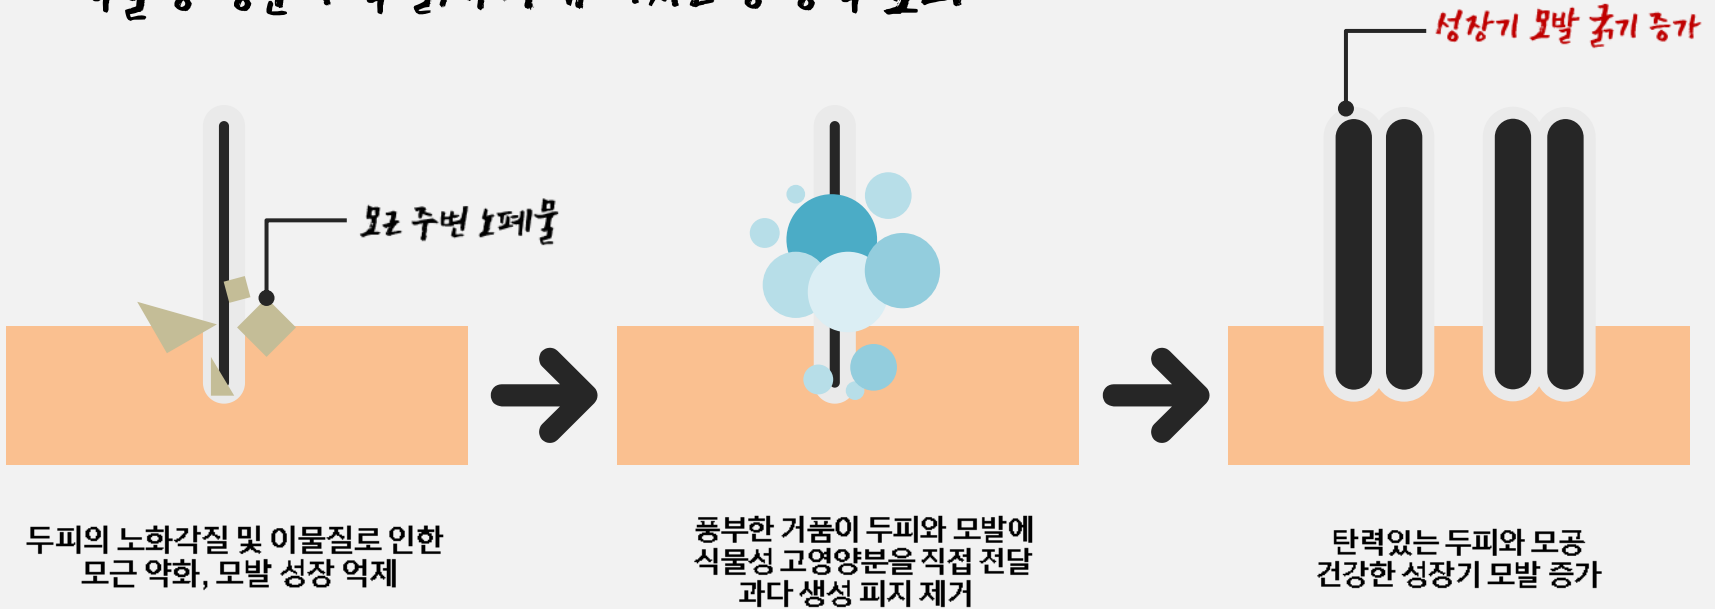 성장기 모발 굵기 증가
모근 주변 노폐물
두피의 노화각질 및 이물질로 인한
모근 약화, 모발 성장 억제
풍부한 거품이 두피와 모발에
식물성 고영양분을 직접 전달
과다 생성 피지 제거
탄력있는 두피와 모공
건강한 성장기 모발 증가